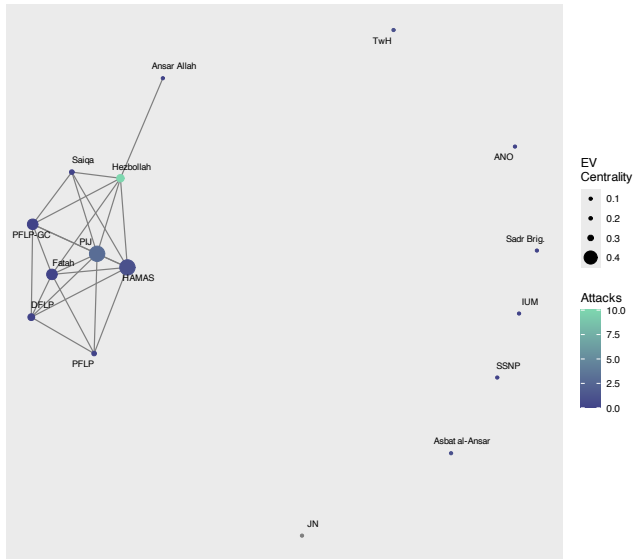 TwH
Ansar Allah
ANO
Saiqa
Hezbollah
PFLP-GC
PIJ
Sadr Brig.
Fatah
HAMAS
DFLP
IUM
PFLP
SSNP
Asbat al-Ansar
JN
EV
Centrality
0.1
0.2
0.3
0.4
Attacks
10.0
7.5
5.0
2.5
0.0